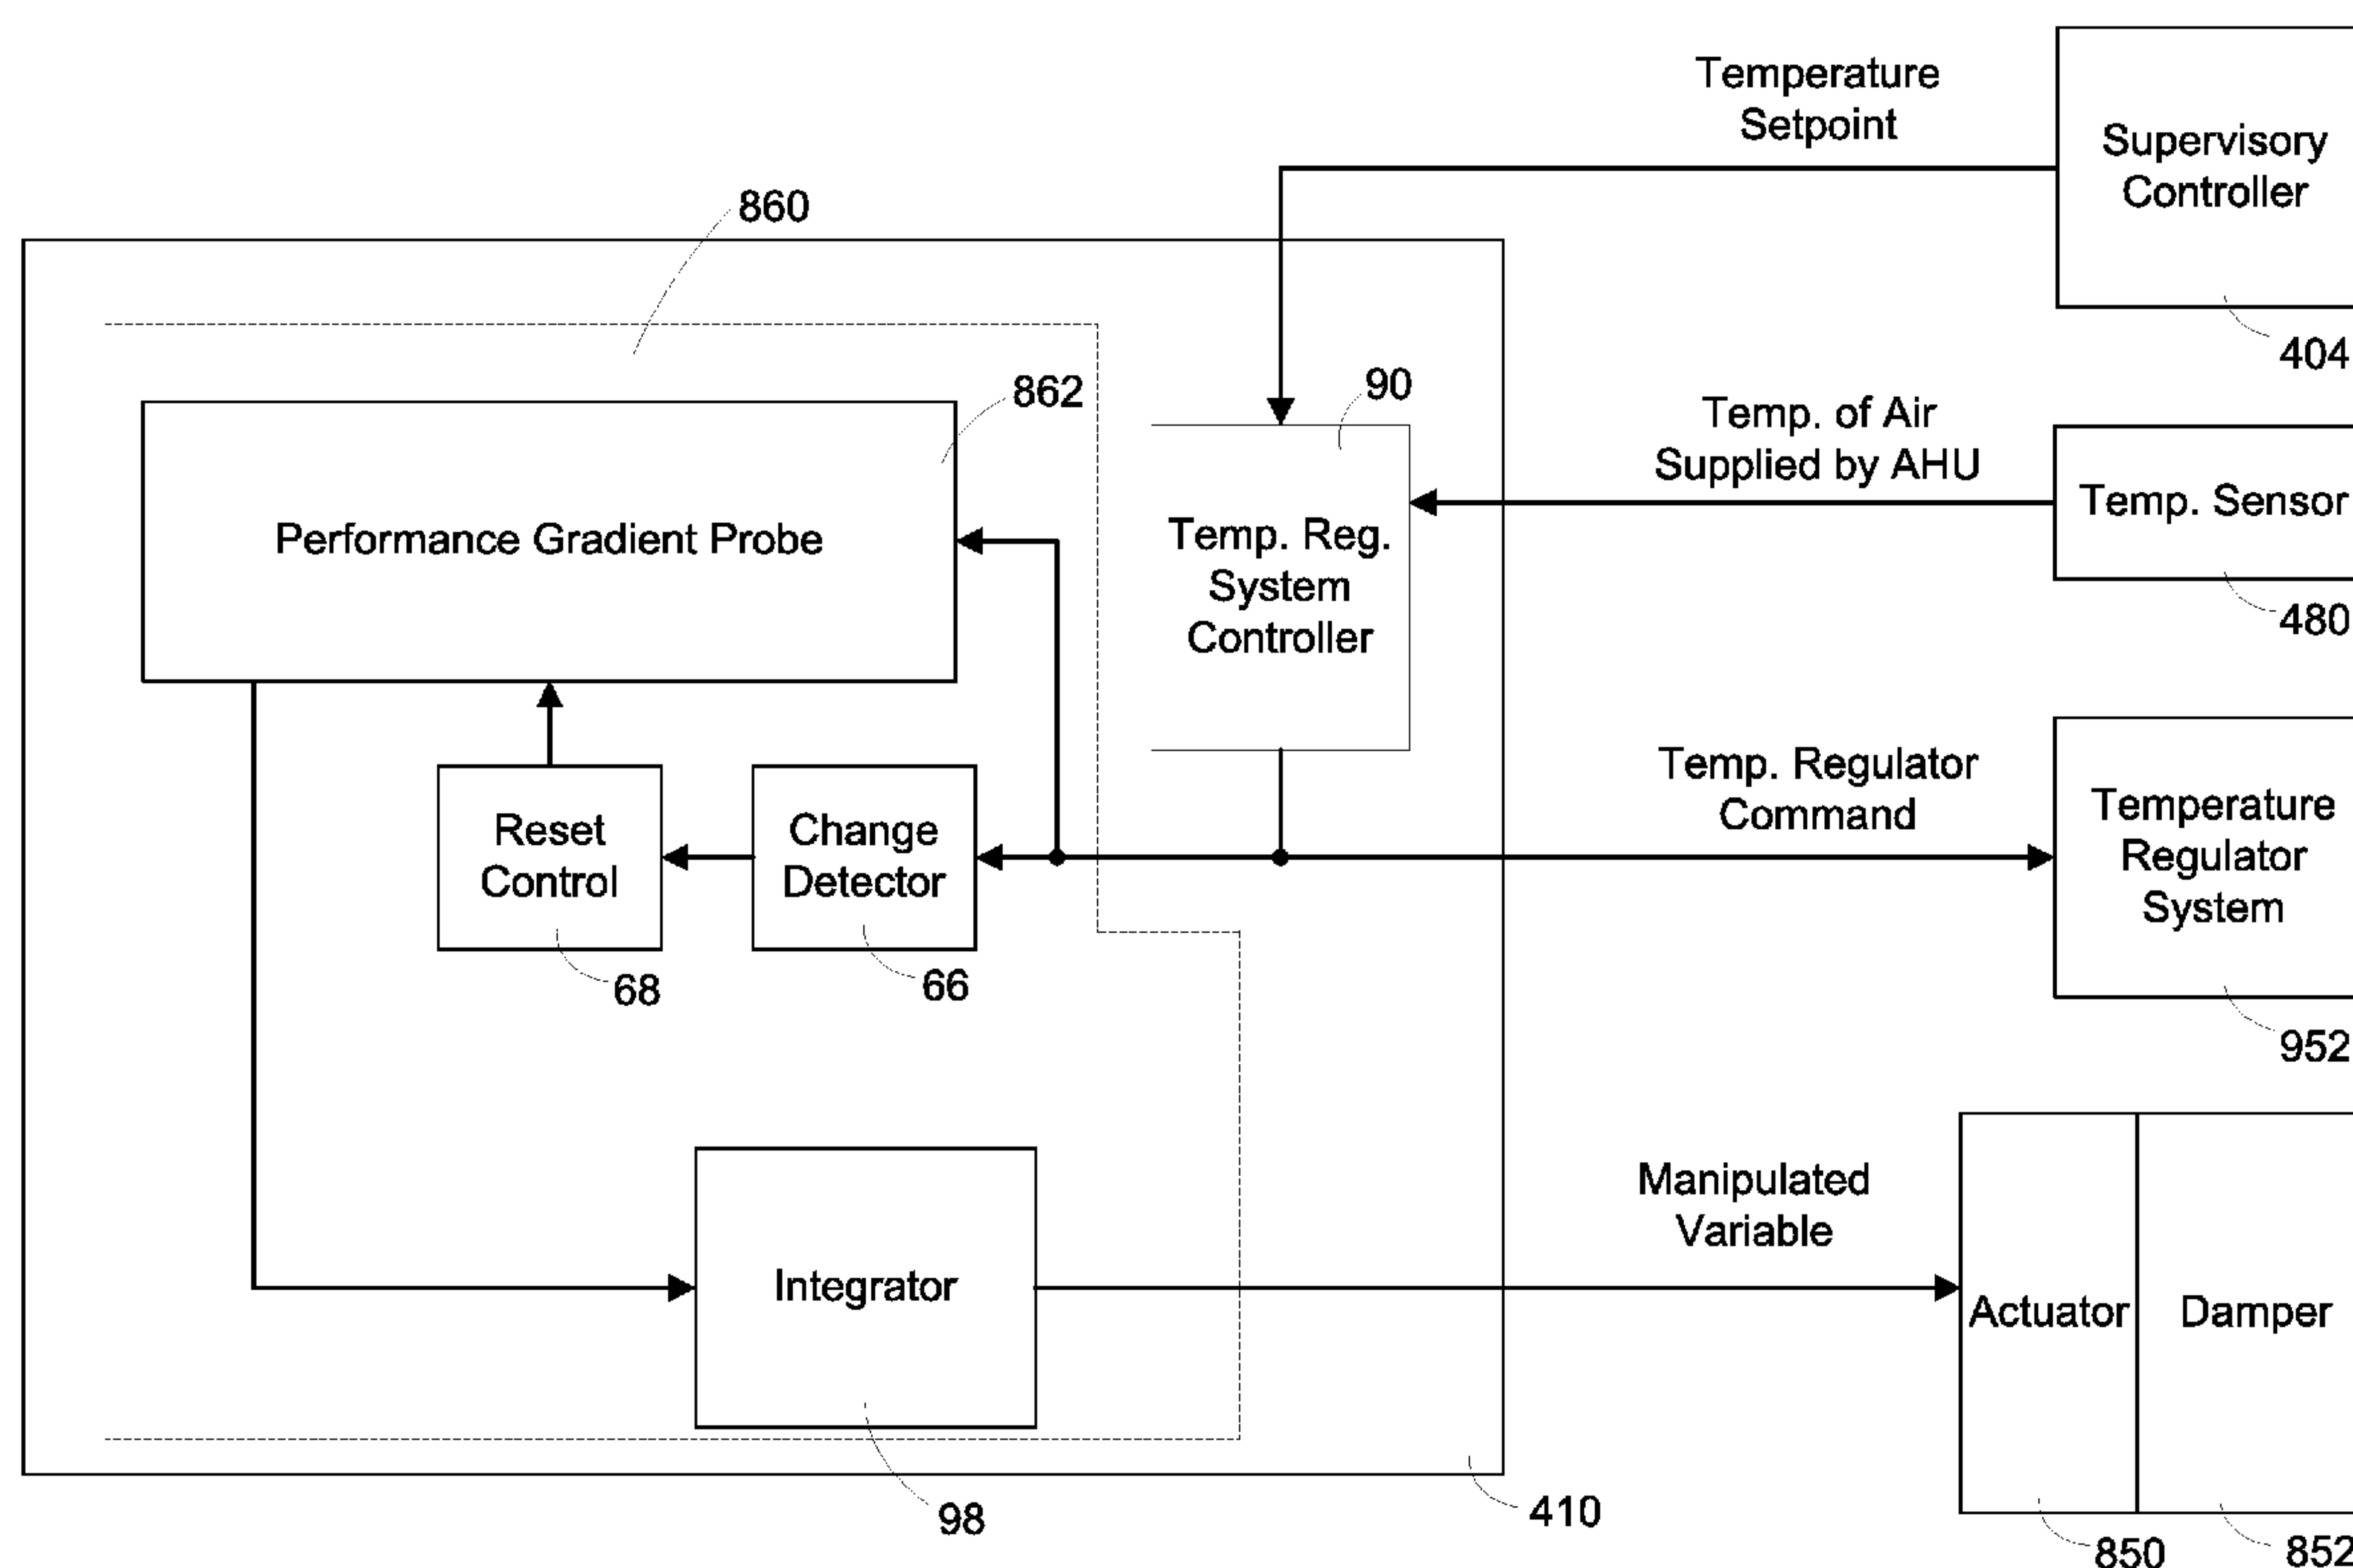 Temperature
Setpoint
Supervisory
Controller
404
860
862
90
Temp. of Air
Supplied by AHU
Temp. Sensor
480
Performance Gradient Probe
Temp. Reg.
System
Controller
Temp. Regulator
Command
Temperature
Regulator
System
952
Reset
Control
68
Change
Detector
66
Manipulated
Variable
Integrator
98
410
Actuator
850
Damper
852